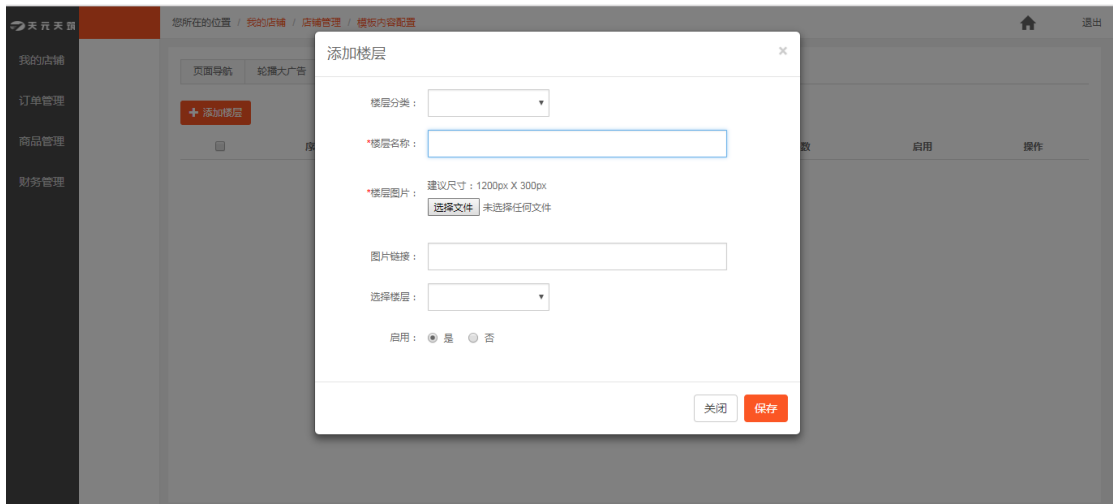 天元天筑
您所在的位置 / 我的店铺 / 店铺管理 / 模板内容配置
退出
我的店铺
订单管理
商品管理
财务管理
页面导航
轮播大广告
添加楼层
序
数
启用
操作
添加楼层
×
楼层分类：
*楼层名称：
*楼层图片：
建议尺寸：1200px X 300px
选择文件 未选择任何文件
图片链接：
选择楼层：
启用： 是 否
关闭
保存